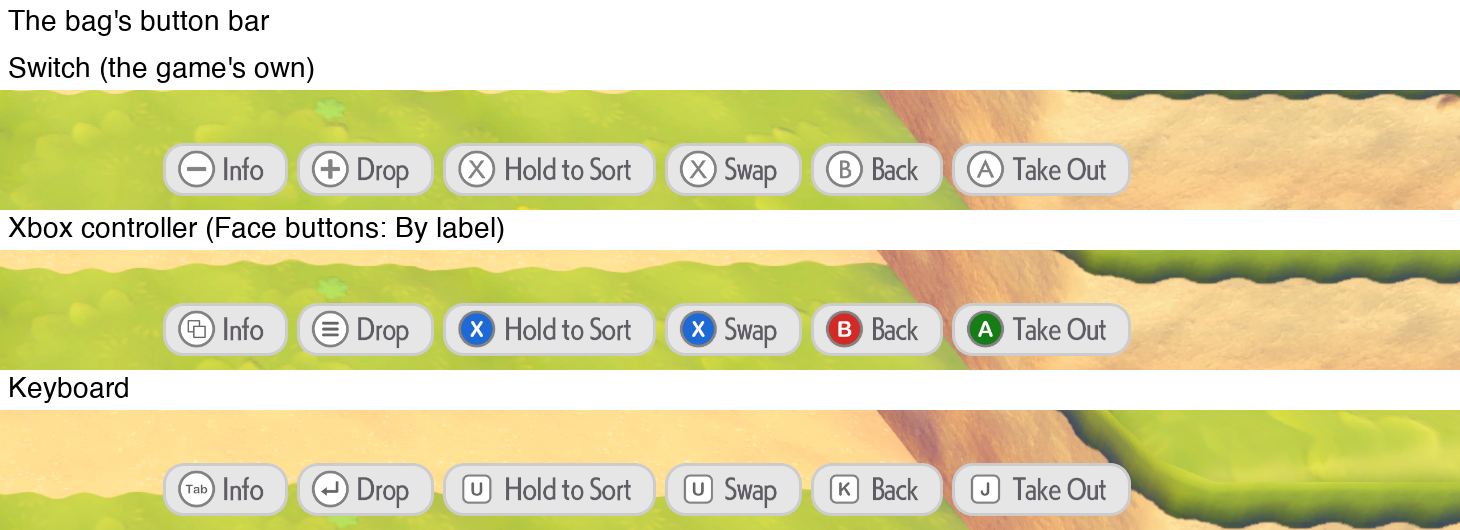 The bag's button bar
Switch (the game's own)
Info Drop X Hold to Sort X Swap B Back A Take Out
Xbox controller (Face buttons: By label)
Info Drop X Hold to Sort X Swap B Back A Take Out
Keyboard
Tab Info Drop U Hold to Sort U Swap K Back J Take Out